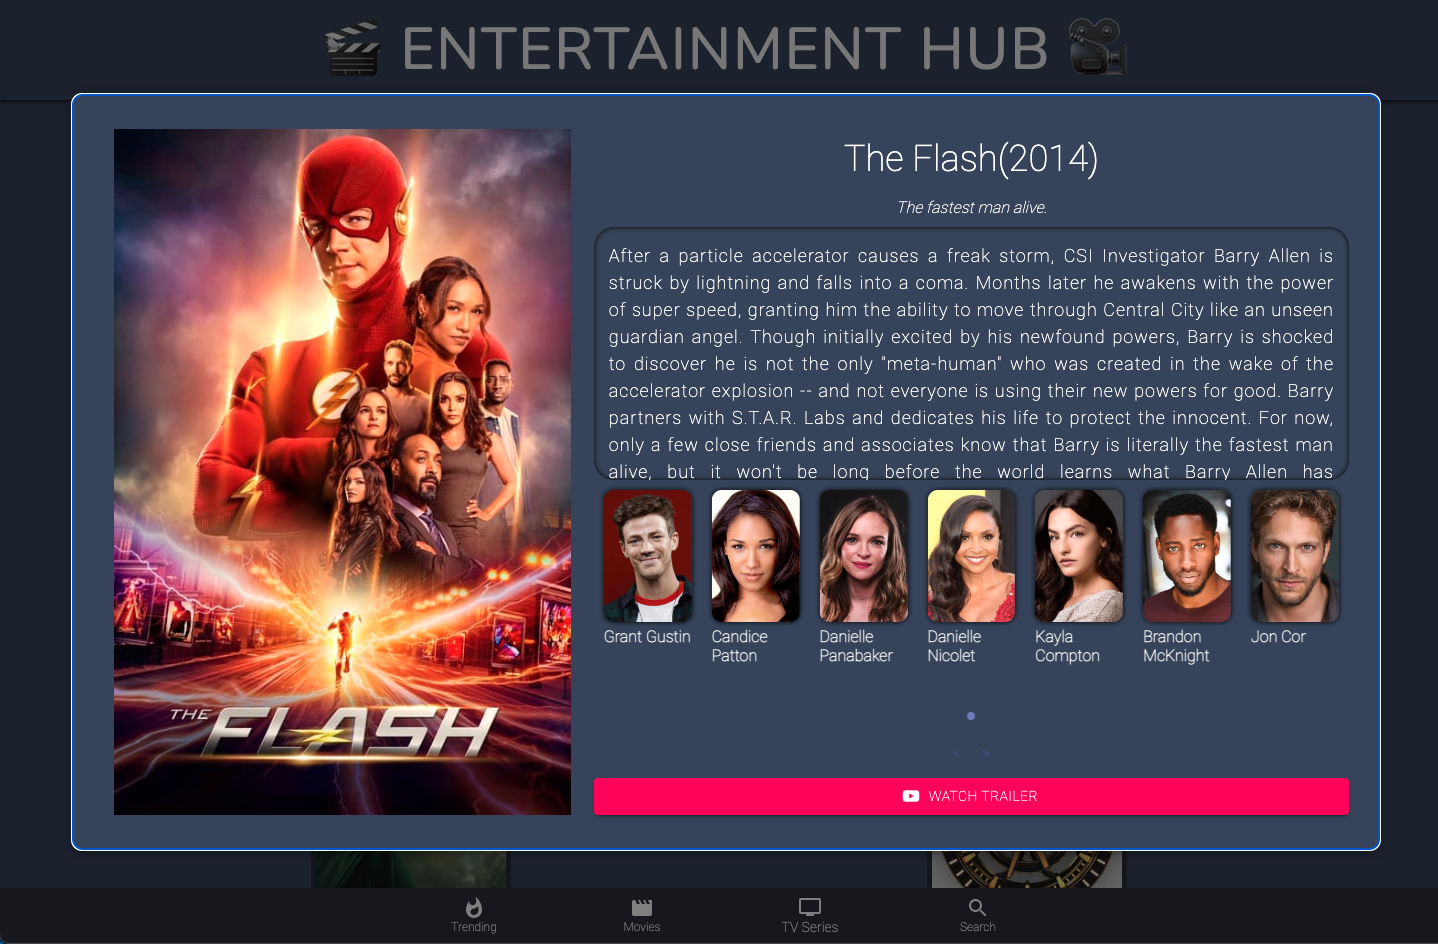 ENTERTAINMENT HUB
The Flash(2014)
The fastest man alive.
After a particle accelerator causes a freak storm, CSI Investigator Barry Allen is
struck by lightning and falls into a coma. Months later he awakens with the power
of super speed, granting him the ability to move through Central City like an unseen
guardian angel. Though initially excited by his newfound powers, Barry is shocked
to discover he is not the only "meta-human" who was created in the wake of the
accelerator explosion -- and not everyone is using their new powers for good. Barry
partners with S.T.A.R. Labs and dedicates his life to protect the innocent. For now,
only a few close friends and associates know that Barry is literally the fastest man
alive, but it won't be long before the world learns what Barry Allen has
THE FLASH
Grant Gustin
Candice
Patton
Danielle
Panabaker
Danielle
Nicolet
Kayla
Compton
Brandon
McKnight
Jon Cor
< >
WATCH TRAILER
Trending
Movies
TV Series
Search